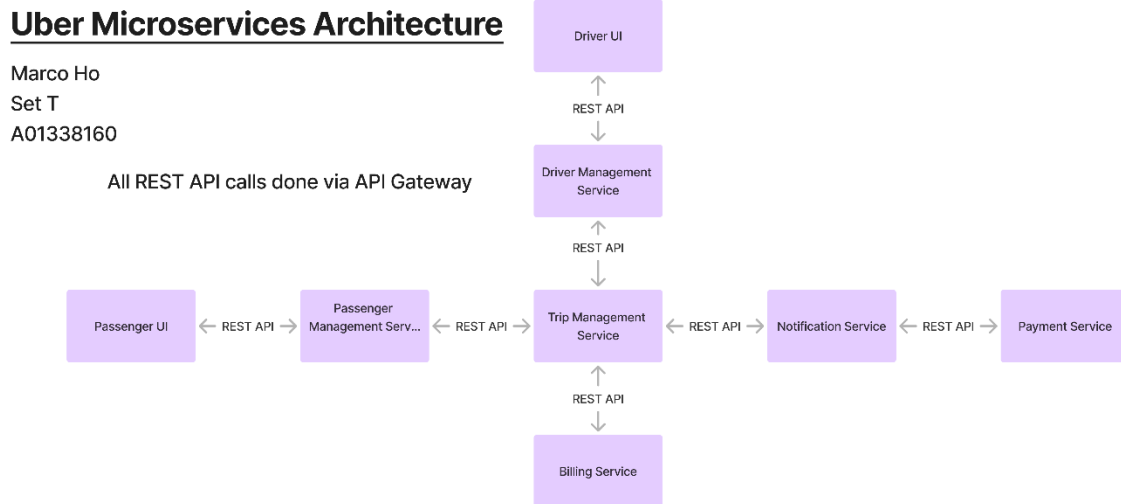 Uber Microservices Architecture
Marco Ho
Set T
A01338160
All REST API calls done via API Gateway
Driver UI
REST API
Driver Management
Service
REST API
Passenger UI
REST API
Passenger
Management Serv...
REST API
Trip Management
Service
REST API
Notification Service
REST API
Payment Service
REST API
Billing Service